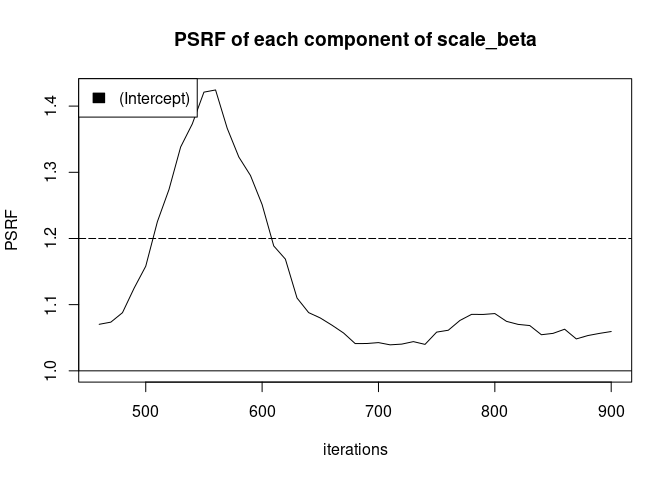 PSRF of each component of scale_beta
(Intercept)
PSRF
1.4
1.3
1.2
1.1
1.0
500 600 700 800 900
iterations